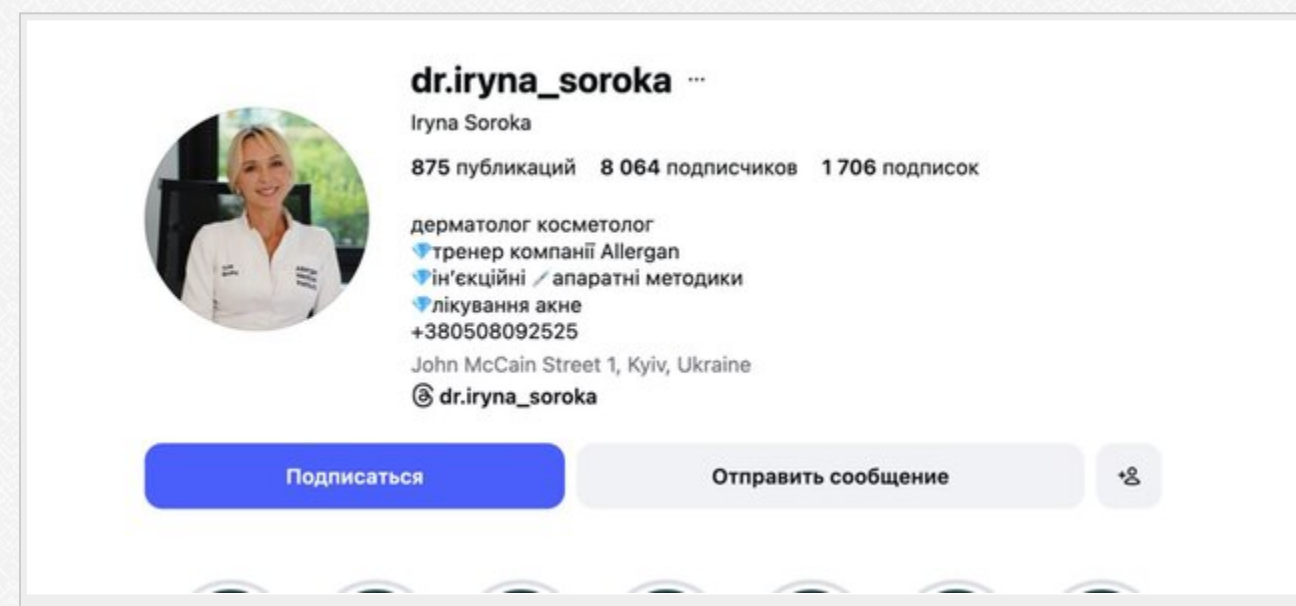 dr.iryna_soroka ...
Iryna Soroka
875 публикаций 8 064 подписчиков 1 706 подписок
дерматолог косметолог
💎тренер компанії Allergan
💎ін’єкційні 💉апаратні методики
💎лікування акне
+380508092525
John McCain Street 1, Kyiv, Ukraine
dr.iryna_soroka
Подписаться
Отправить сообщение